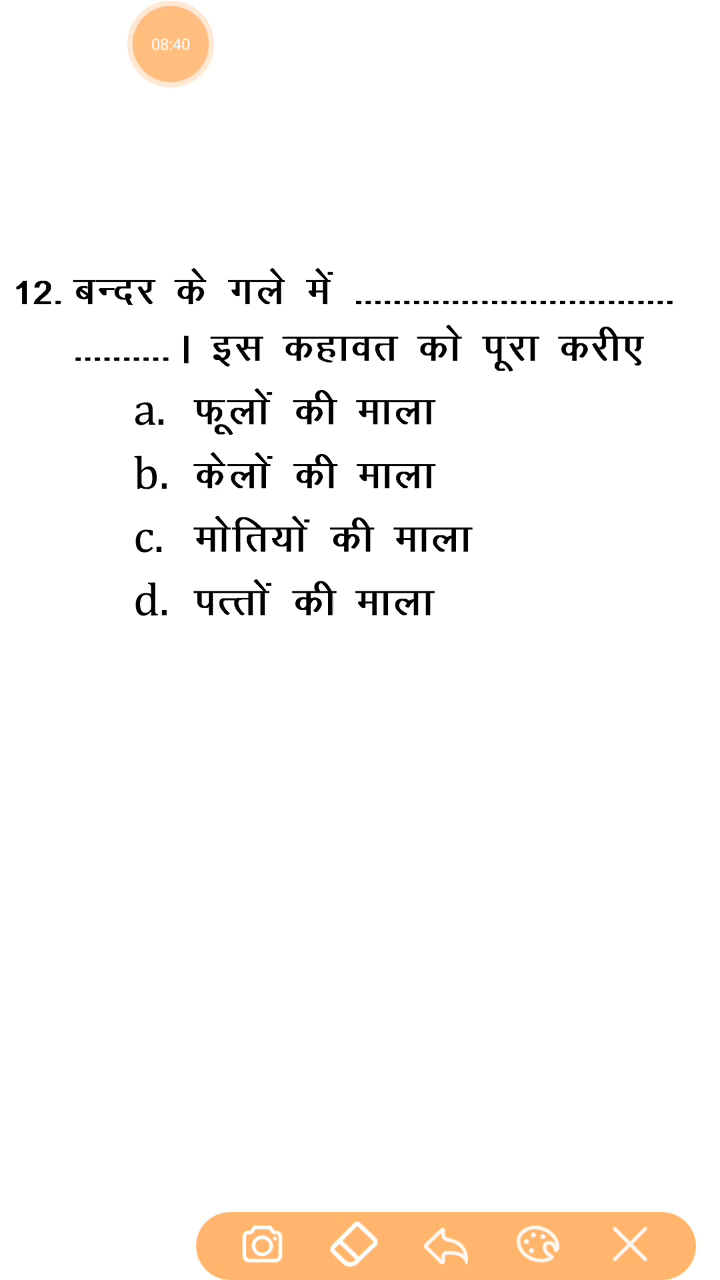 08:40
12. बन्दर के गले में ................................
.......... । इस कहावत को पूरा करीए
a. फूलों की माला
b. केलों की माला
c. मोतियों की माला
d. पत्तों की माला